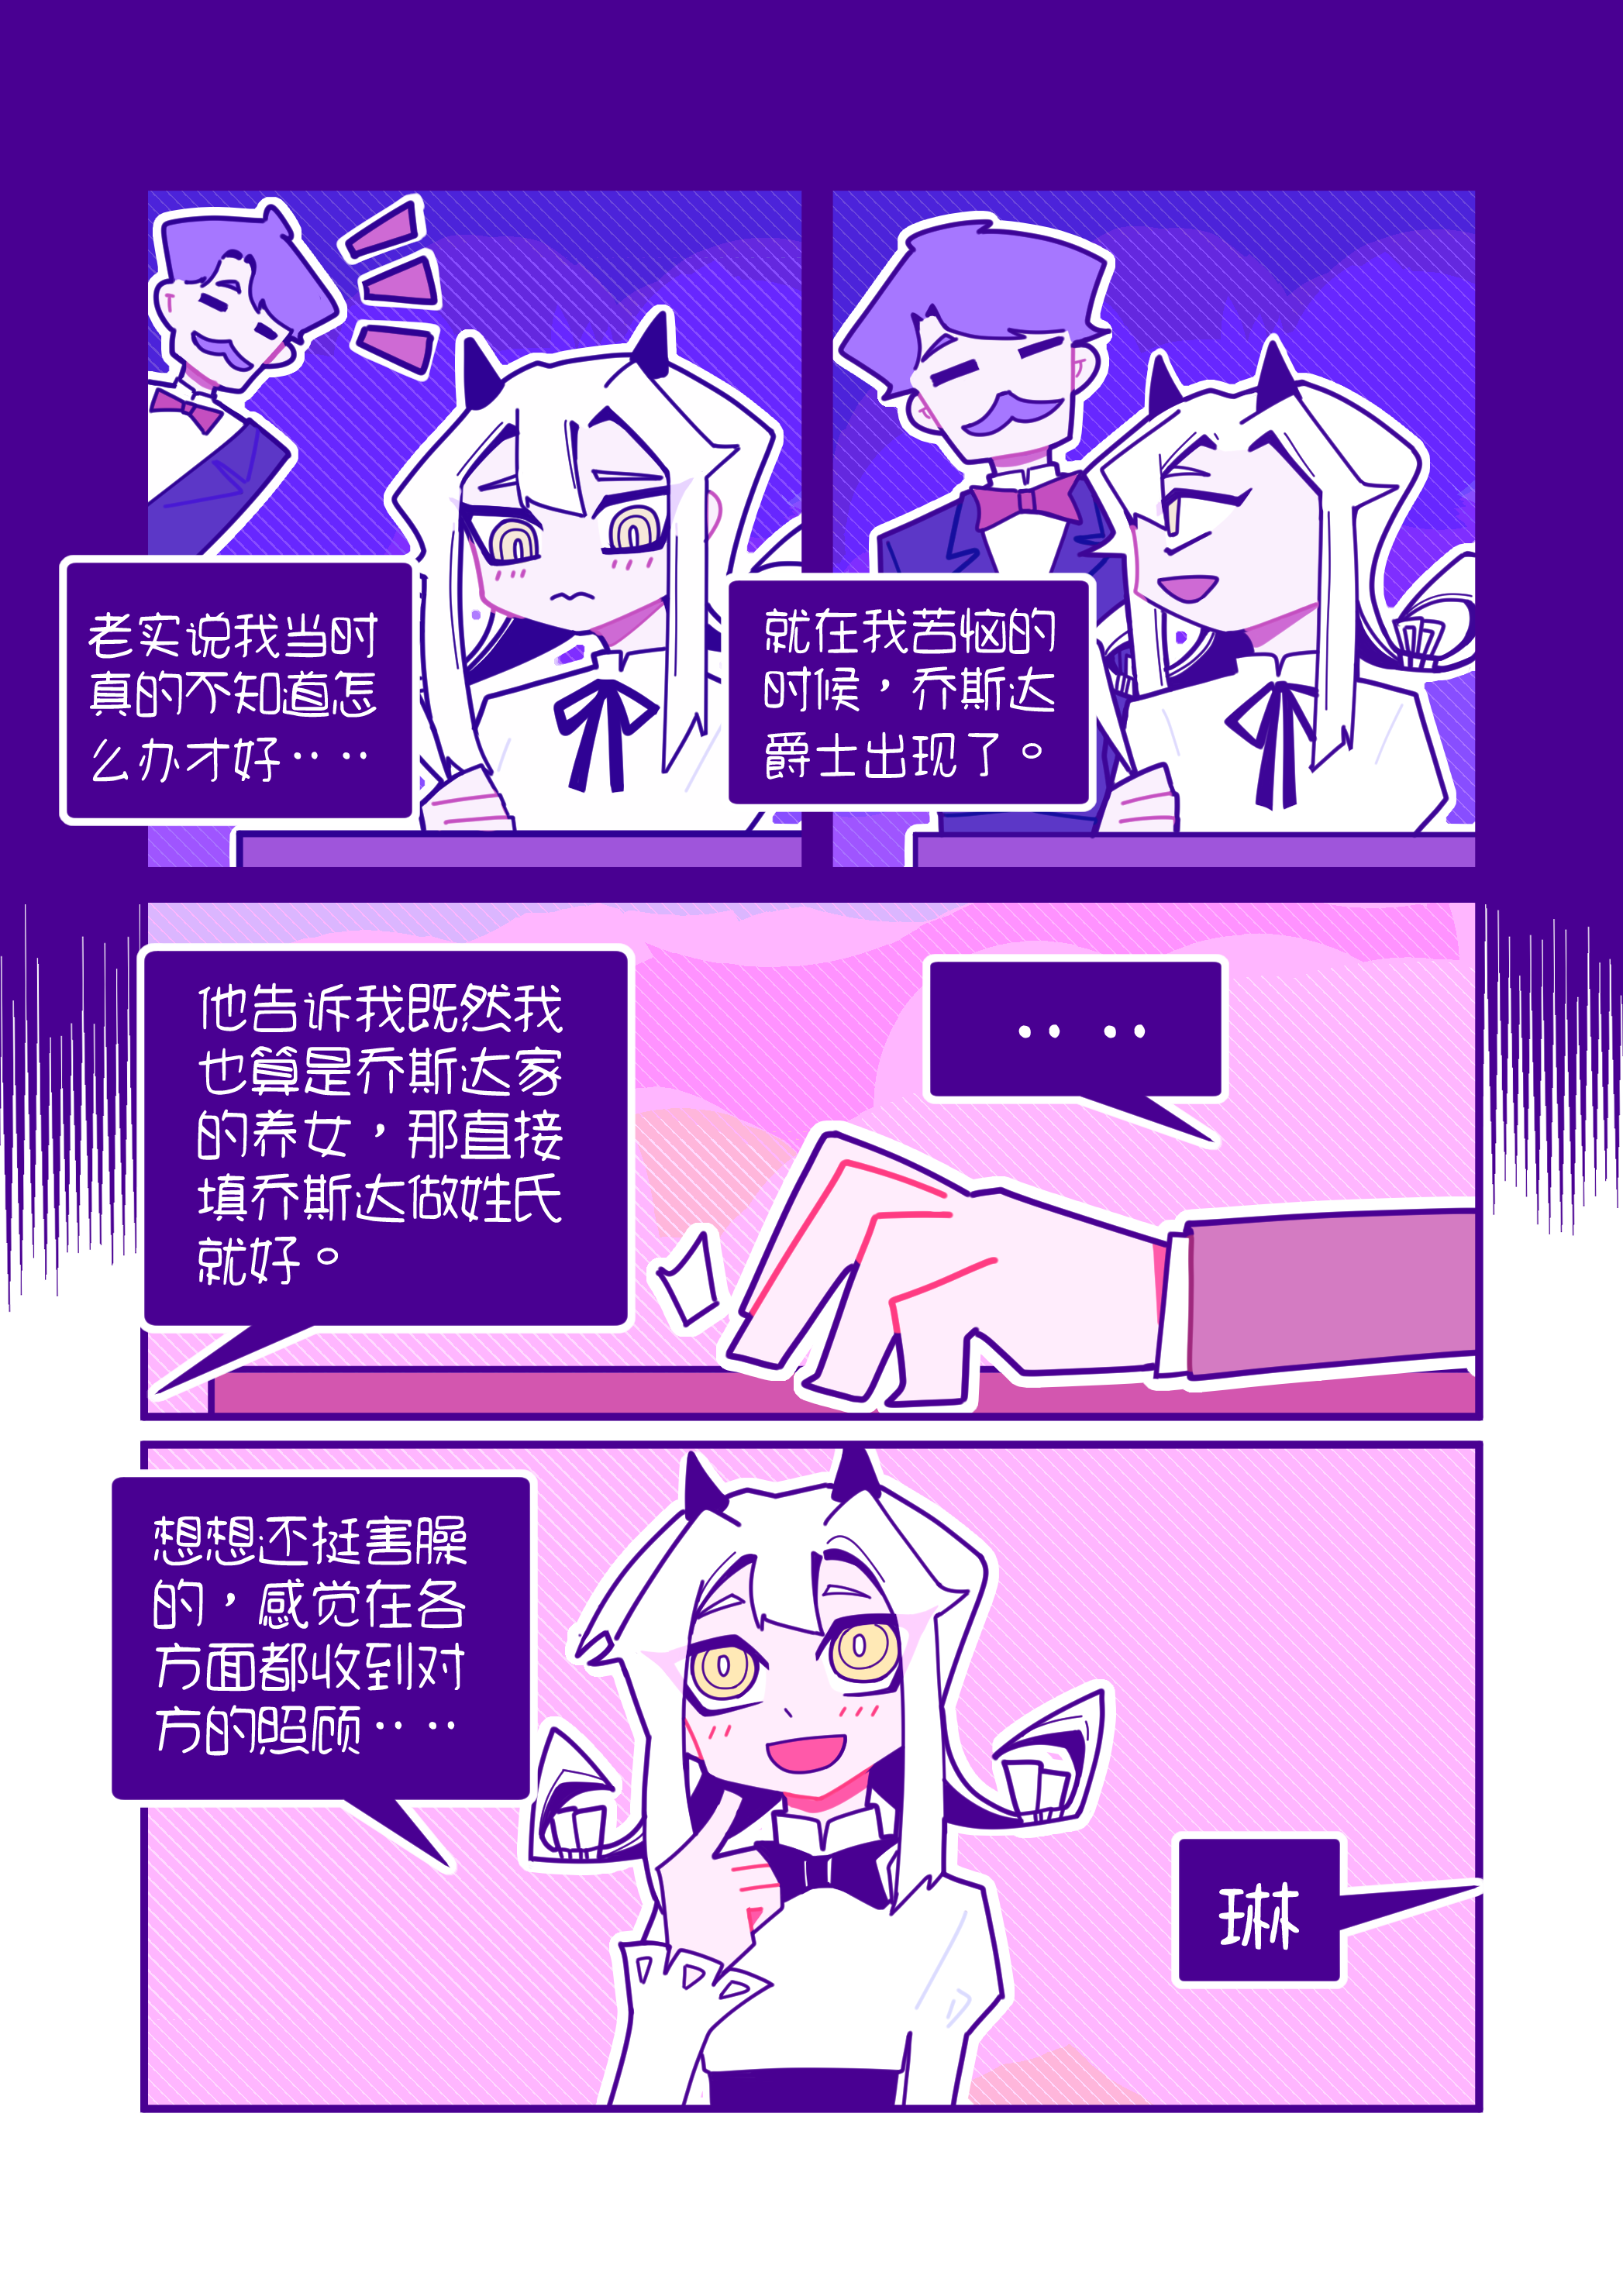 老实说我当时
真的不知道怎
么办才好····
就在我苦恼的
时候，乔斯达
爵士出现了。
他告诉我既然我
也算是乔斯达家
的养女，那直接
填乔斯达做姓氏
就好。
····
想想还挺害臊
的，感觉在各
方面都收到对
方的照顾····
琳